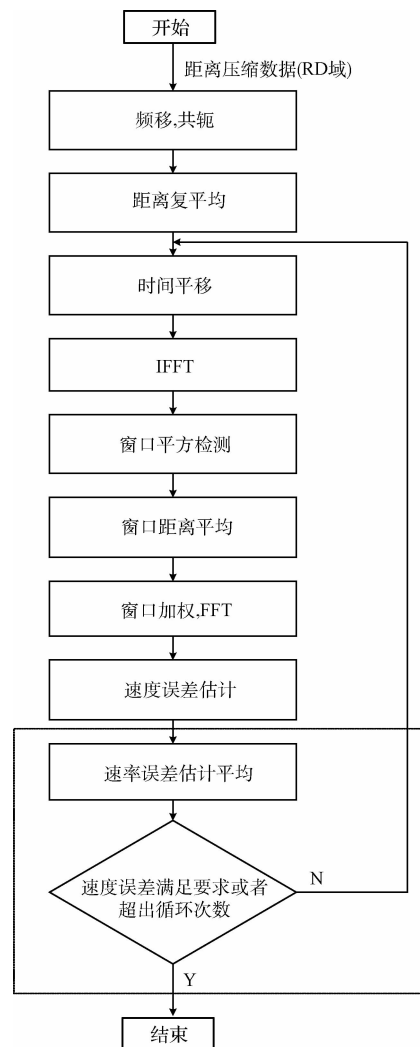 开始
距离压缩数据(RD域)
频移,共轭
距离复平均
时间平移
IFFT
窗口平方检测
窗口距离平均
窗口加权,FFT
速度误差估计
速率误差估计平均
速度误差满足要求或者
超出循环次数
N
Y
结束